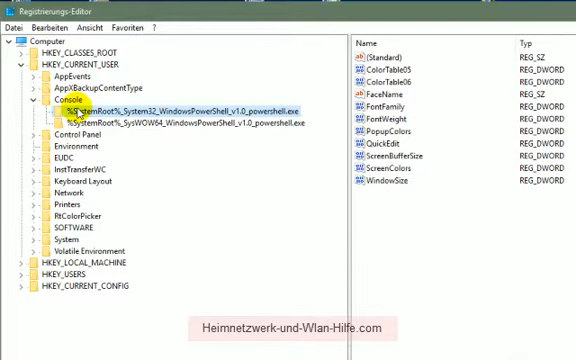 Registrierungs-Editor
Datei Bearbeiten Ansicht Favoriten ?
Computer
HKEY_CLASSES_ROOT
HKEY_CURRENT_USER
AppEvents
AppXBackupContentType
Console
%SystemRoot%_System32_WindowsPowerShell_v1.0_powershell.exe
%SystemRoot%_SysWOW64_WindowsPowerShell_v1.0_powershell.exe
Control Panel
Environment
EUDC
InstTransferWC
Keyboard Layout
Network
Printers
RtColorPicker
SOFTWARE
System
Volatile Environment
HKEY_LOCAL_MACHINE
HKEY_USERS
HKEY_CURRENT_CONFIG
Name Typ
(Standard) REG_SZ
ColorTable05 REG_DWORD
ColorTable06 REG_DWORD
FaceName REG_SZ
FontFamily REG_DWORD
FontWeight REG_DWORD
PopupColors REG_DWORD
QuickEdit REG_DWORD
ScreenBufferSize REG_DWORD
ScreenColors REG_DWORD
WindowSize REG_DWORD
Heimnetzwerk-und-Wlan-Hilfe.com